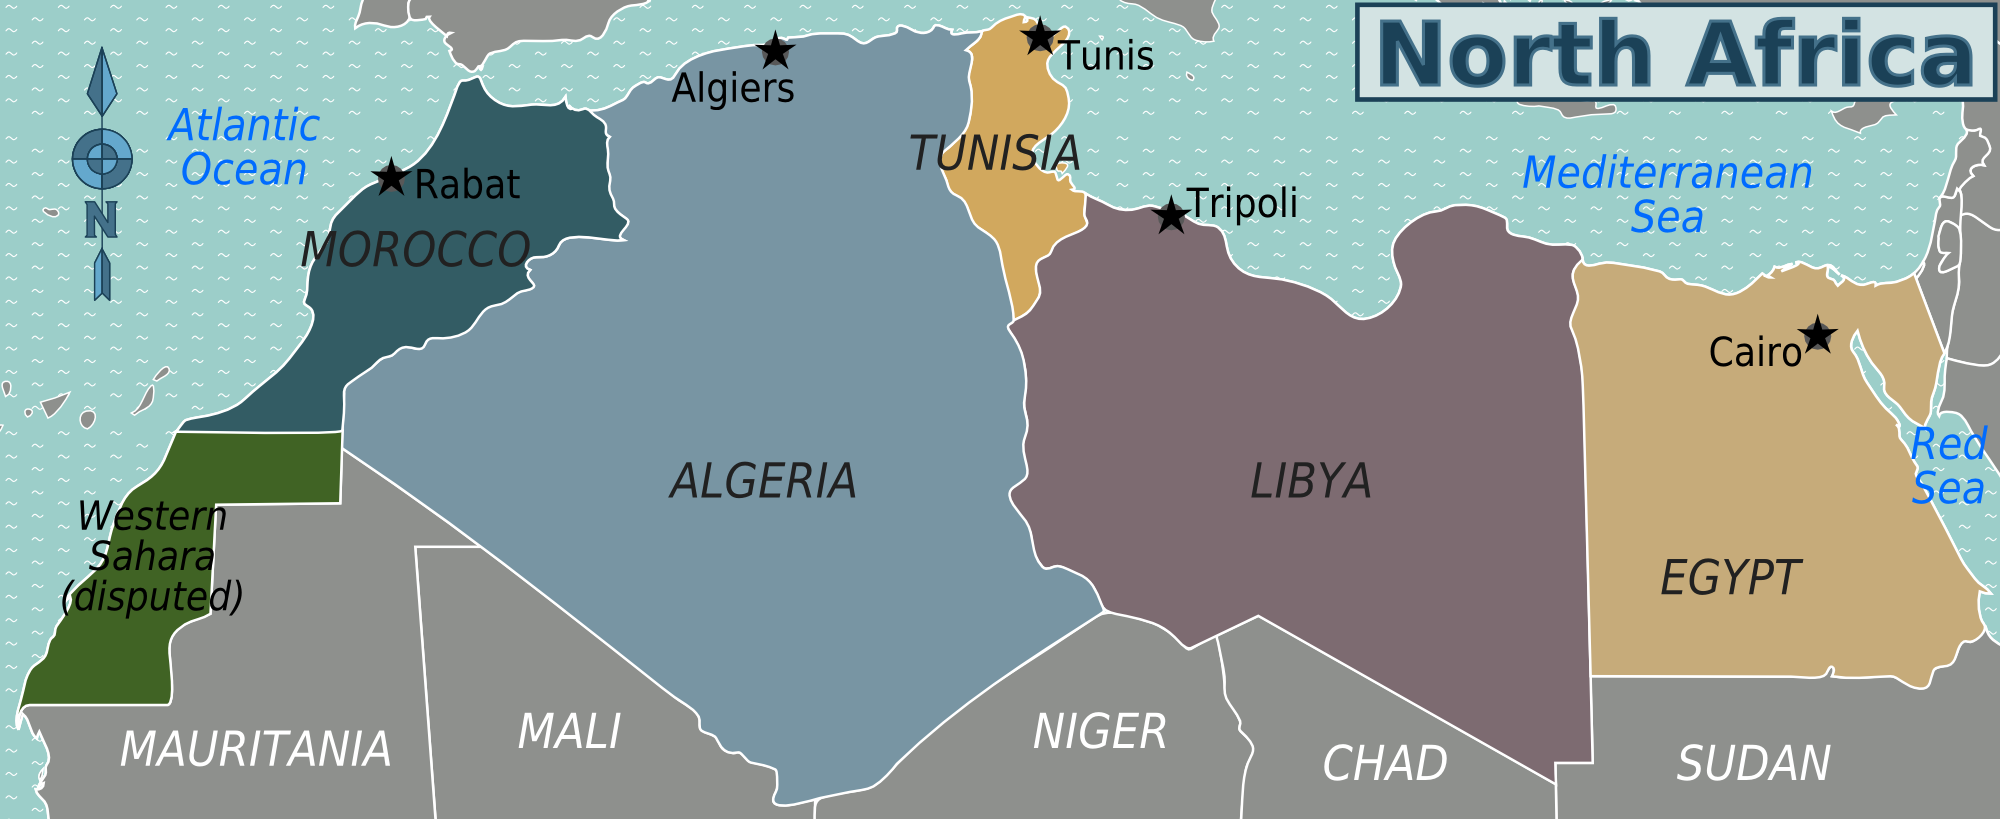 North Africa
Tunis
Algiers
Atlantic
Ocean
TUNISIA
Mediterranean
Sea
Rabat
Tripoli
N
MOROCCO
Cairo
Red
Sea
ALGERIA
LIBYA
Western
Sahara
(disputed)
EGYPT
MAURITANIA
MALI
NIGER
CHAD
SUDAN